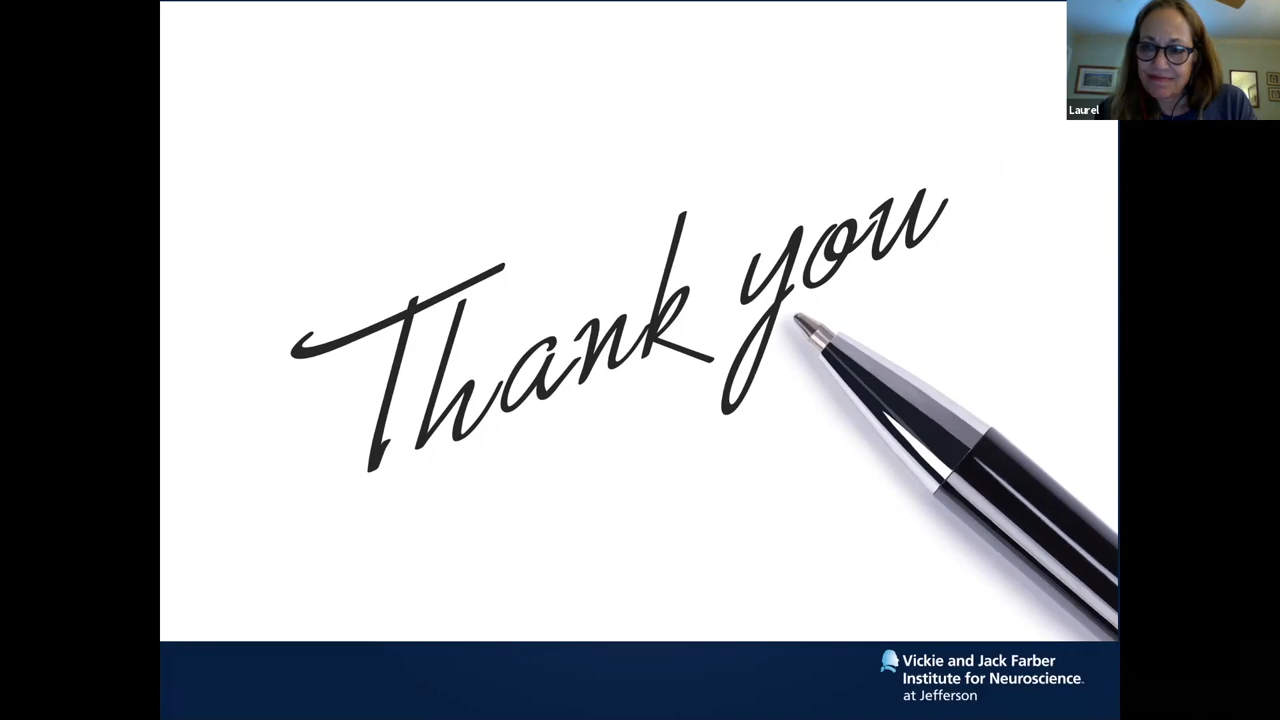 Laurel
Thank you
Vickie and Jack Farber
Institute for Neuroscience
at Jefferson